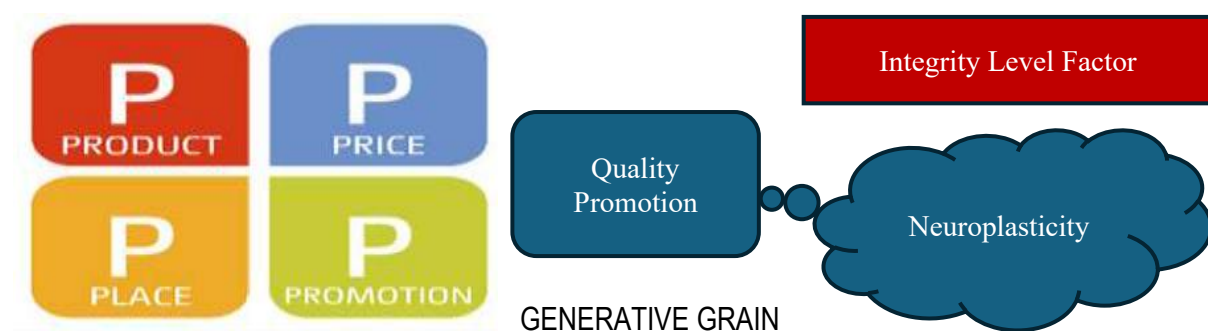 P
PRODUCT
P
PRICE
P
PLACE
P
PROMOTION
Quality
Promotion
GENERATIVE GRAIN
Integrity Level Factor
Neuroplasticity